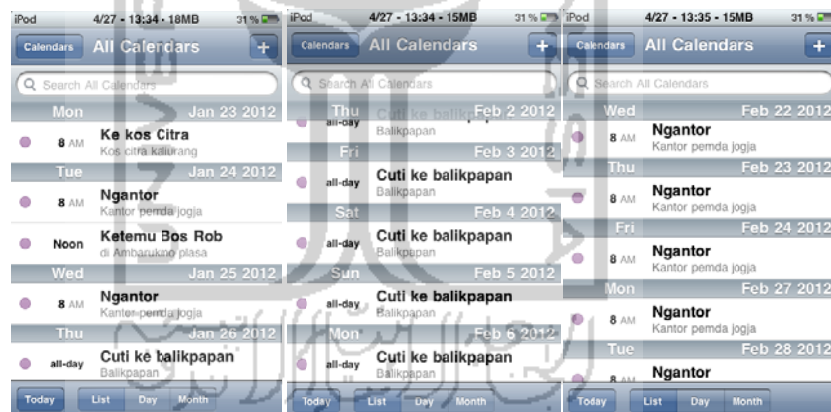 iPod 4/27 - 13:34 - 18MB 31 %
Calendars All Calendars +
Search All Calendars
Mon Jan 23 2012
8 AM Ke kos Citra
Kos citra kaliurang
Tue Jan 24 2012
8 AM Ngantor
Kantor pemda jogja
Noon Ketemu Bos Rob
di Ambarukmo plasa
Wed Jan 25 2012
8 AM Ngantor
Kantor pemda jogja
Thu Jan 26 2012
all-day Cuti ke balikpapan
Balikpapan
Today List Day Month
iPod 4/27 - 13:34 - 15MB 31 %
Calendars All Calendars +
Search All Calendars
Thu Feb 2 2012
all-day Cuti ke balikpapan
Balikpapan
Fri Feb 3 2012
all-day Cuti ke balikpapan
Balikpapan
Sat Feb 4 2012
all-day Cuti ke balikpapan
Balikpapan
Sun Feb 5 2012
all-day Cuti ke balikpapan
Balikpapan
Mon Feb 6 2012
all-day Cuti ke balikpapan
Balikpapan
Today List Day Month
iPod 4/27 - 13:35 - 15MB 31 %
Calendars All Calendars +
Search All Calendars
Wed Feb 22 2012
8 AM Ngantor
Kantor pemda jogja
Thu Feb 23 2012
8 AM Ngantor
Kantor pemda jogja
Fri Feb 24 2012
8 AM Ngantor
Kantor pemda jogja
Mon Feb 27 2012
8 AM Ngantor
Kantor pemda jogja
Tue Feb 28 2012
8 AM Ngantor
Today List Day Month